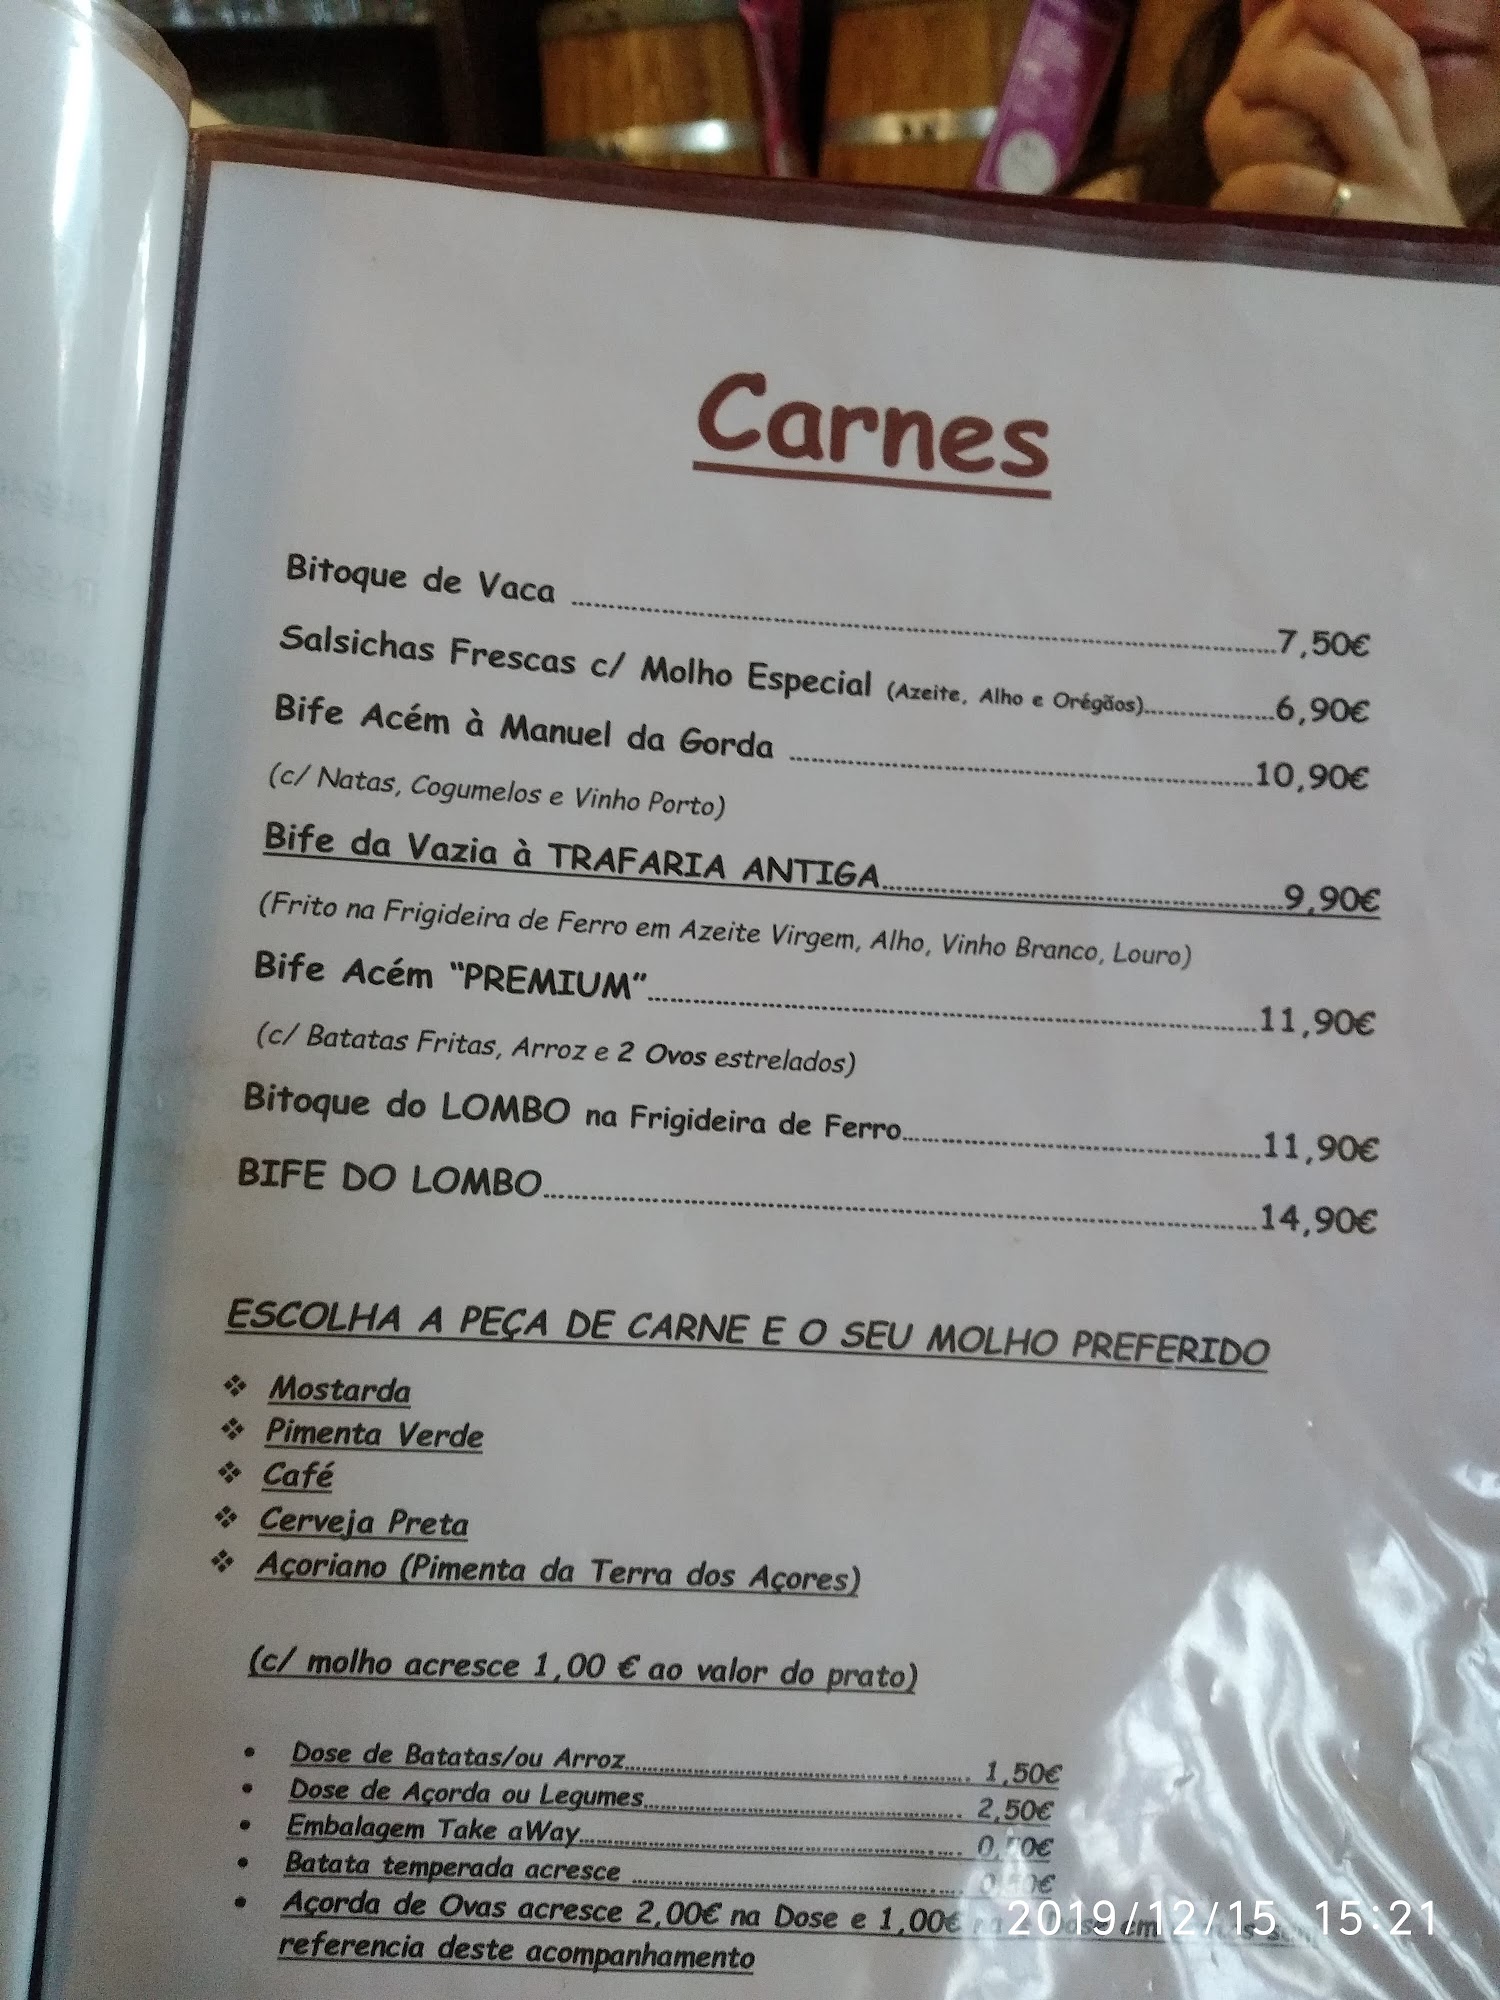 Carnes
Bitoque de Vaca ........................................7,50€
Salsichas Frescas c/ Molho Especial (Azeite, Alho e Orégãos)....................6,90€
Bife Acém à Manuel da Gorda ........................................10,90€
(c/ Natas, Cogumelos e Vinho Porto)
Bife da Vazia à TRAFARIA ANTIGA........................................9,90€
(Frito na Frigideira de Ferro em Azeite Virgem, Alho, Vinho Branco, Louro)
Bife Acém "PREMIUM"........................................11,90€
(c/ Batatas Fritas, Arroz e 2 Ovos estrelados)
Bitoque do LOMBO na Frigideira de Ferro........................................11,90€
BIFE DO LOMBO........................................14,90€
ESCOLHA A PEÇA DE CARNE E O SEU MOLHO PREFERIDO
❖ Mostarda
❖ Pimenta Verde
❖ Café
❖ Cerveja Preta
❖ Açoriano (Pimenta da Terra dos Açores)
(c/ molho acresce 1,00 € ao valor do prato)
• Dose de Batatas/ou Arroz........................................ 1,50€
• Dose de Açorda ou Legumes........................................ 2,50€
• Embalagem Take aWay........................................
• Batata temperada acresce ........................................
• Açorda de Ovas acresce 2,00€ na Dose e 1,00€ em
referencia deste acompanhamento
2019/12/15 15:21